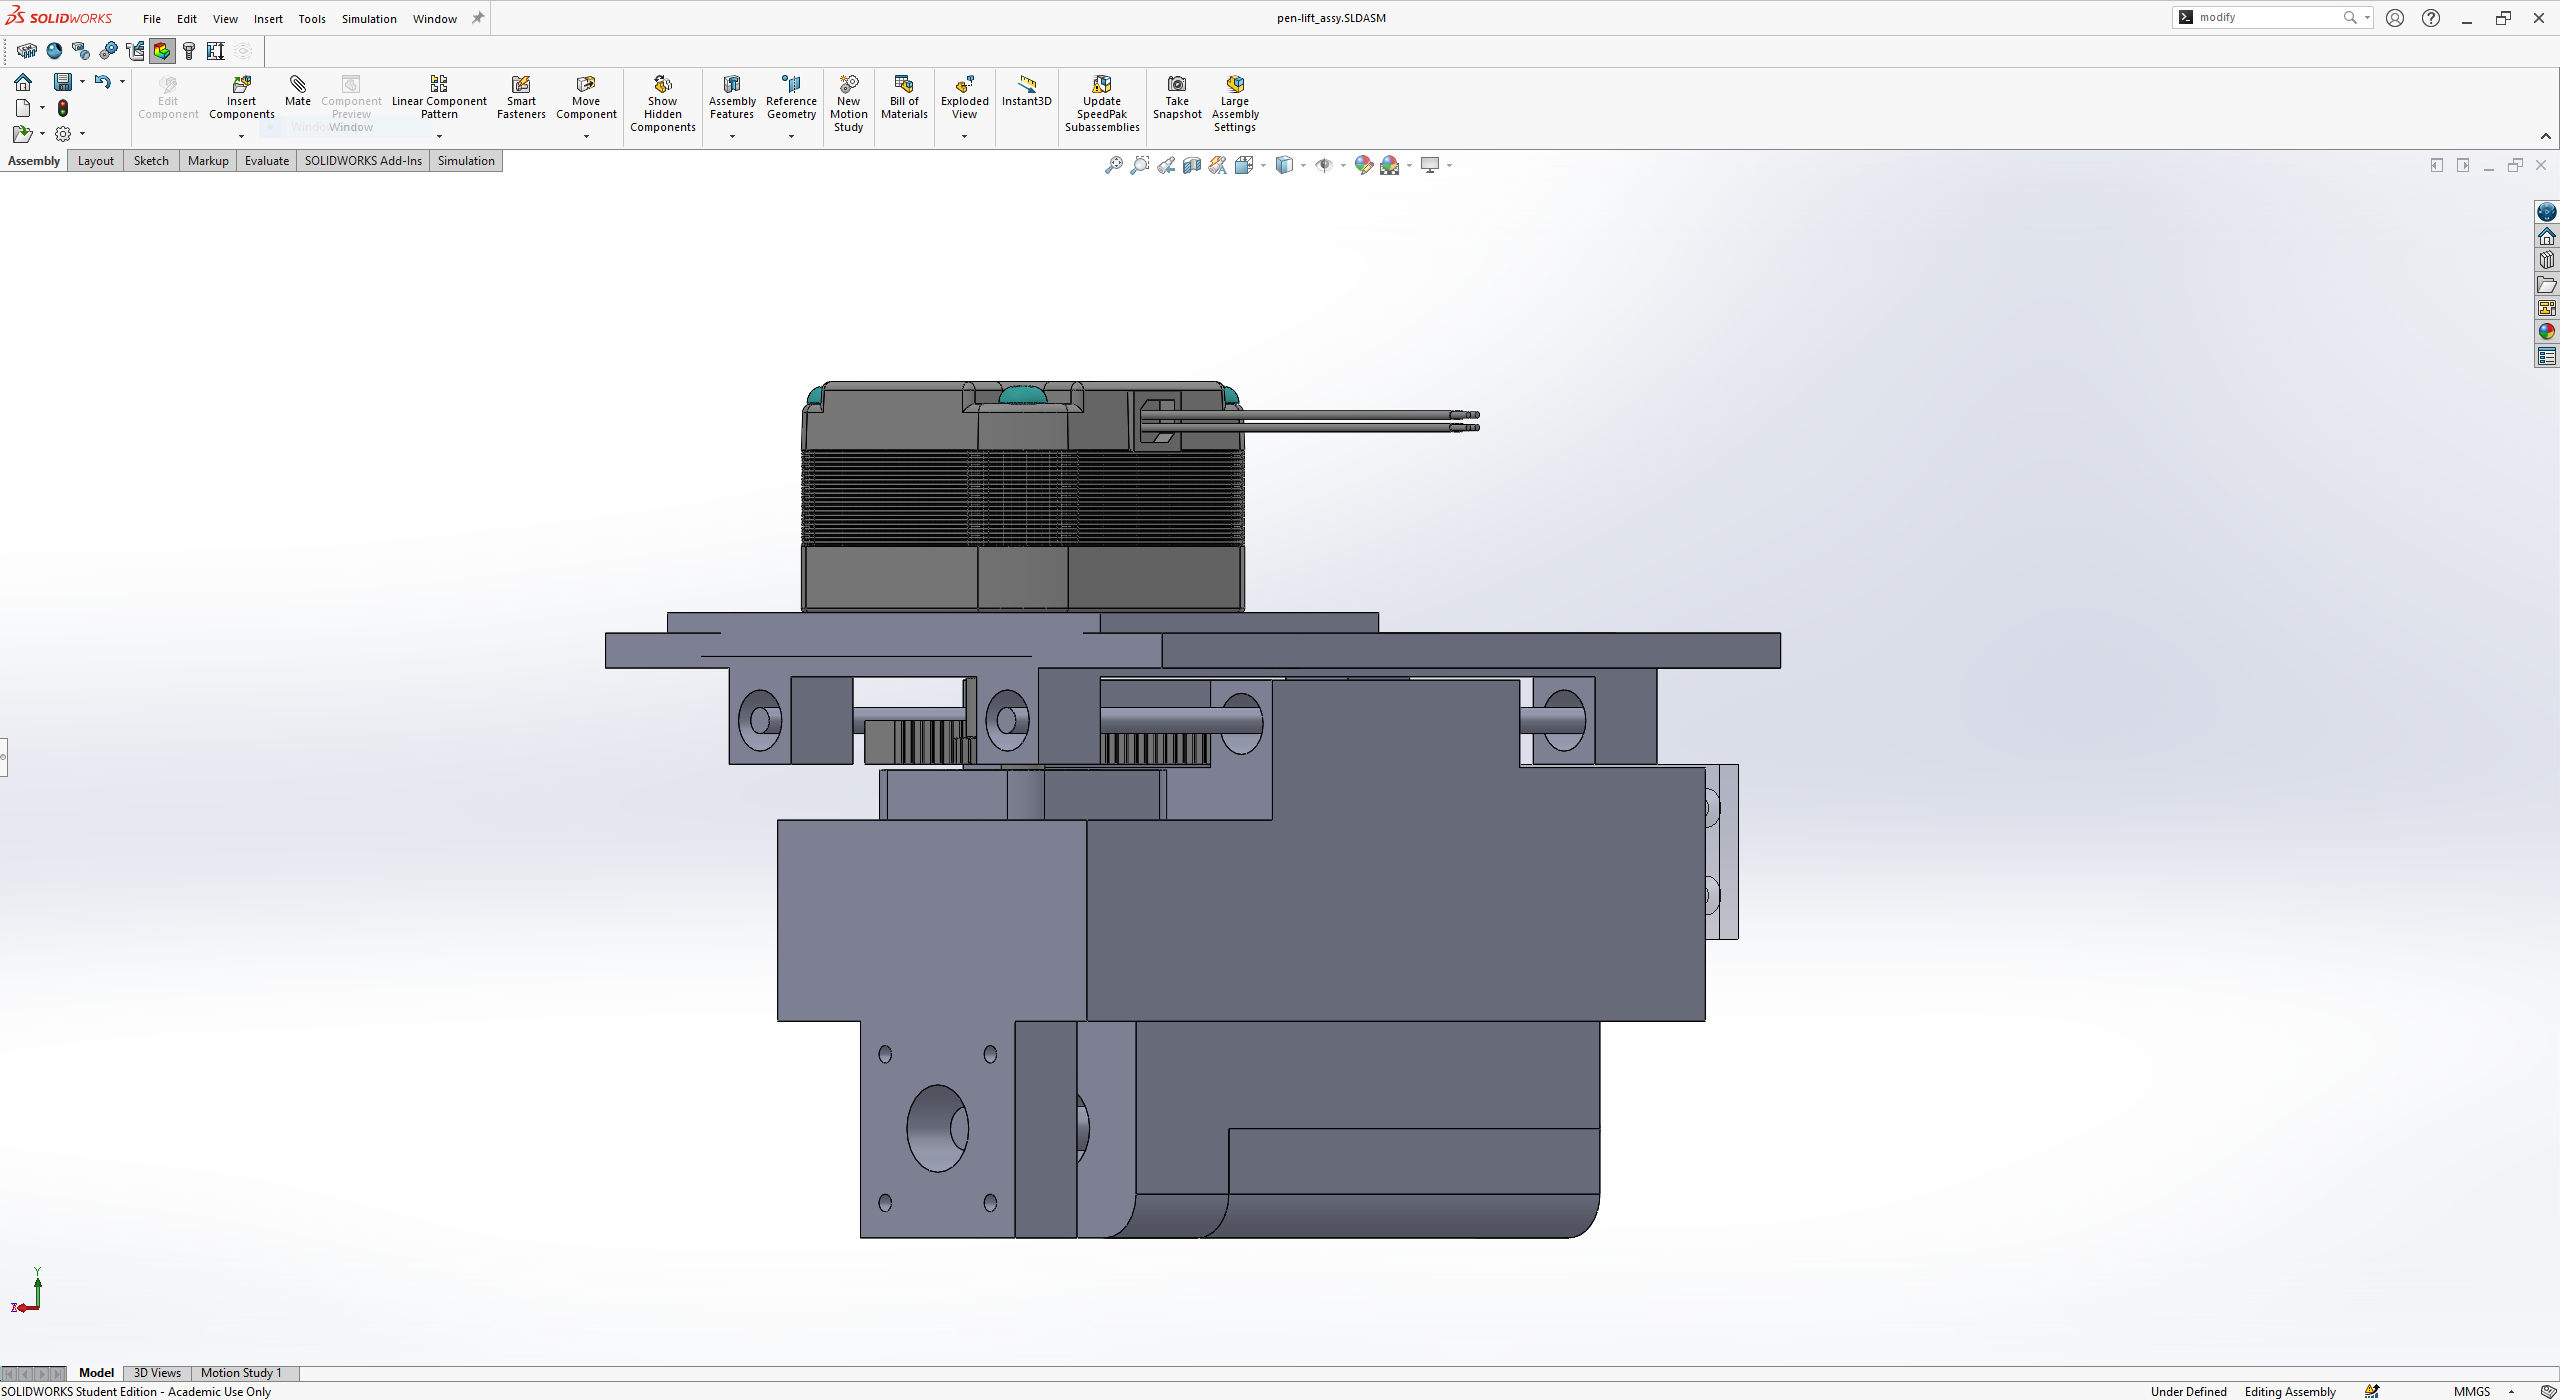 SOLIDWORKS File Edit View Insert Tools Simulation Window pen-lift_assy.SLDASM modify
Edit Component
Insert Components
Mate
Component Preview Window
Linear Component Pattern
Smart Fasteners
Move Component
Show Hidden Components
Assembly Features
Reference Geometry
New Motion Study
Bill of Materials
Exploded View
Instant3D
Update SpeedPak Subassemblies
Take Snapshot
Large Assembly Settings
Assembly Layout Sketch Markup Evaluate SOLIDWORKS Add-Ins Simulation
Y
Z
Model 3D Views Motion Study 1
SOLIDWORKS Student Edition - Academic Use Only Under Defined Editing Assembly MMGS